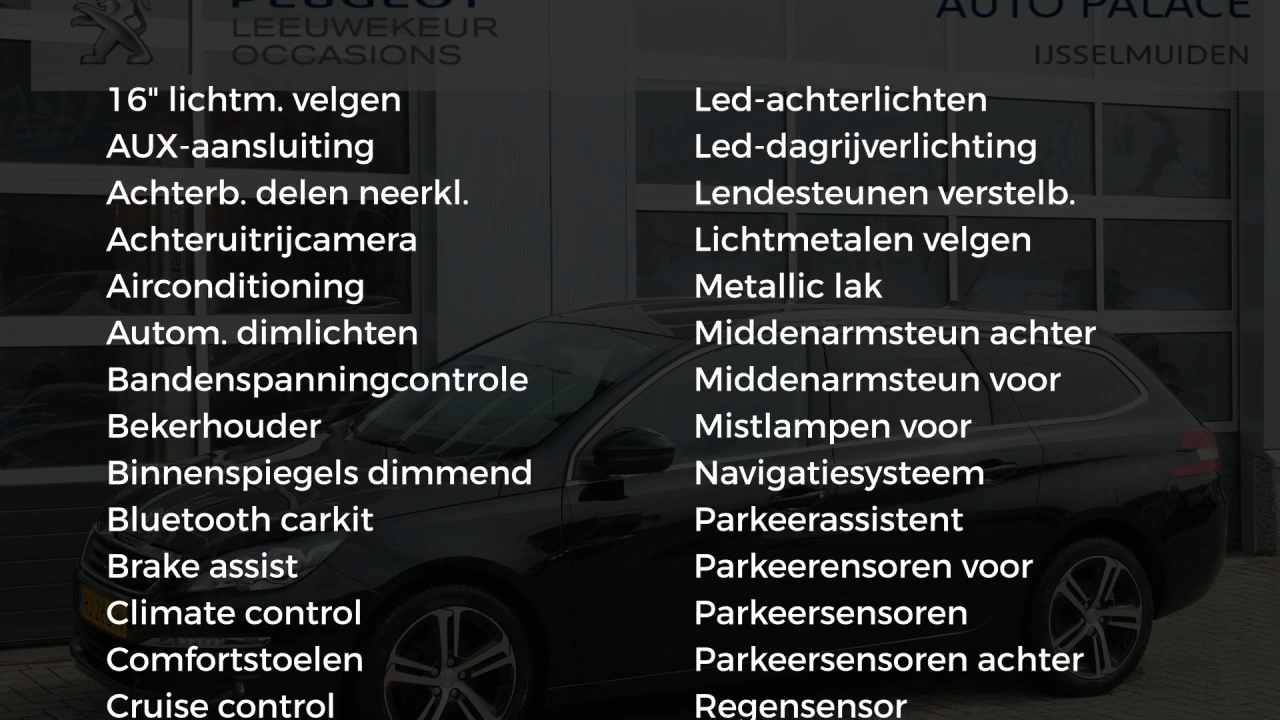 PEUGEOT
LEEUWEKEUR
OCCASIONS
AUTO PALACE
IJSSELMUIDEN
16" lichtm. velgen
AUX-aansluiting
Achterb. delen neerkl.
Achteruitrijcamera
Airconditioning
Autom. dimlichten
Bandenspanningcontrole
Bekerhouder
Binnenspiegels dimmend
Bluetooth carkit
Brake assist
Climate control
Comfortstoelen
Cruise control
Led-achterlichten
Led-dagrijverlichting
Lendesteunen verstelb.
Lichtmetalen velgen
Metallic lak
Middenarmsteun achter
Middenarmsteun voor
Mistlampen voor
Navigatiesysteem
Parkeerassistent
Parkeerensoren voor
Parkeersensoren
Parkeersensoren achter
Regensensor